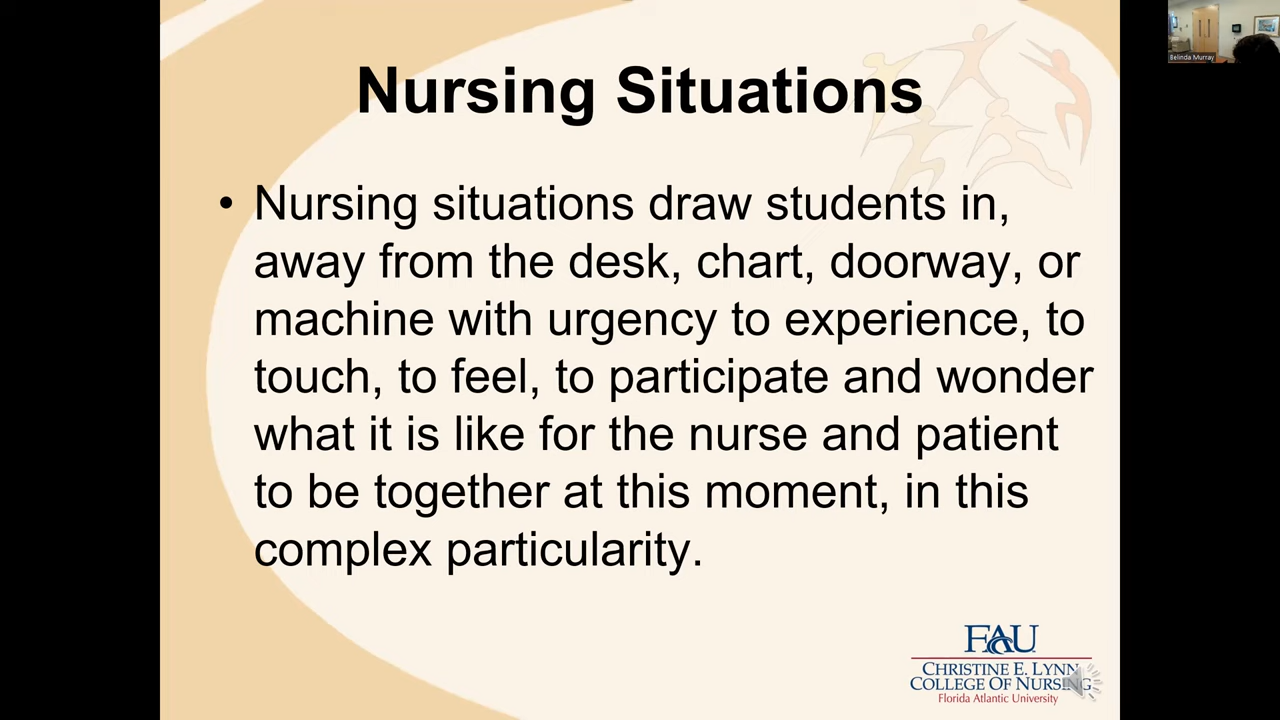 Belinda Murray
Nursing Situations
• Nursing situations draw students in,
away from the desk, chart, doorway, or
machine with urgency to experience, to
touch, to feel, to participate and wonder
what it is like for the nurse and patient
to be together at this moment, in this
complex particularity.
FAU
CHRISTINE E. LYNN
COLLEGE OF NURSING
Florida Atlantic University